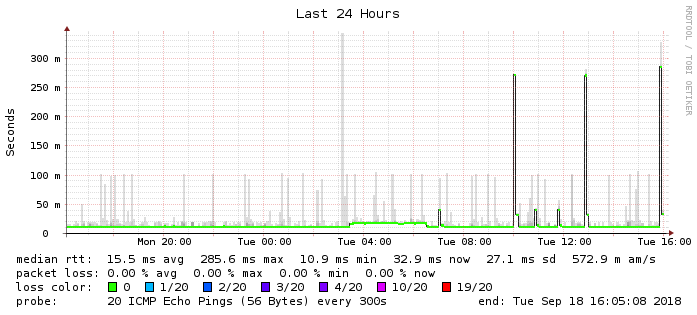 Last 24 Hours
RRDTOOL / TOBI OETIKER
Seconds
300 m
250 m
200 m
150 m
100 m
50 m
0
Mon 20:00 Tue 00:00 Tue 04:00 Tue 08:00 Tue 12:00 Tue 16:00
median rtt: 15.5 ms avg 285.6 ms max 10.9 ms min 32.9 ms now 27.1 ms sd 572.9 m am/s
packet loss: 0.00 % avg 0.00 % max 0.00 % min 0.00 % now
loss color: 0 1/20 2/20 3/20 4/20 10/20 19/20
probe: 20 ICMP Echo Pings (56 Bytes) every 300s end: Tue Sep 18 16:05:08 2018